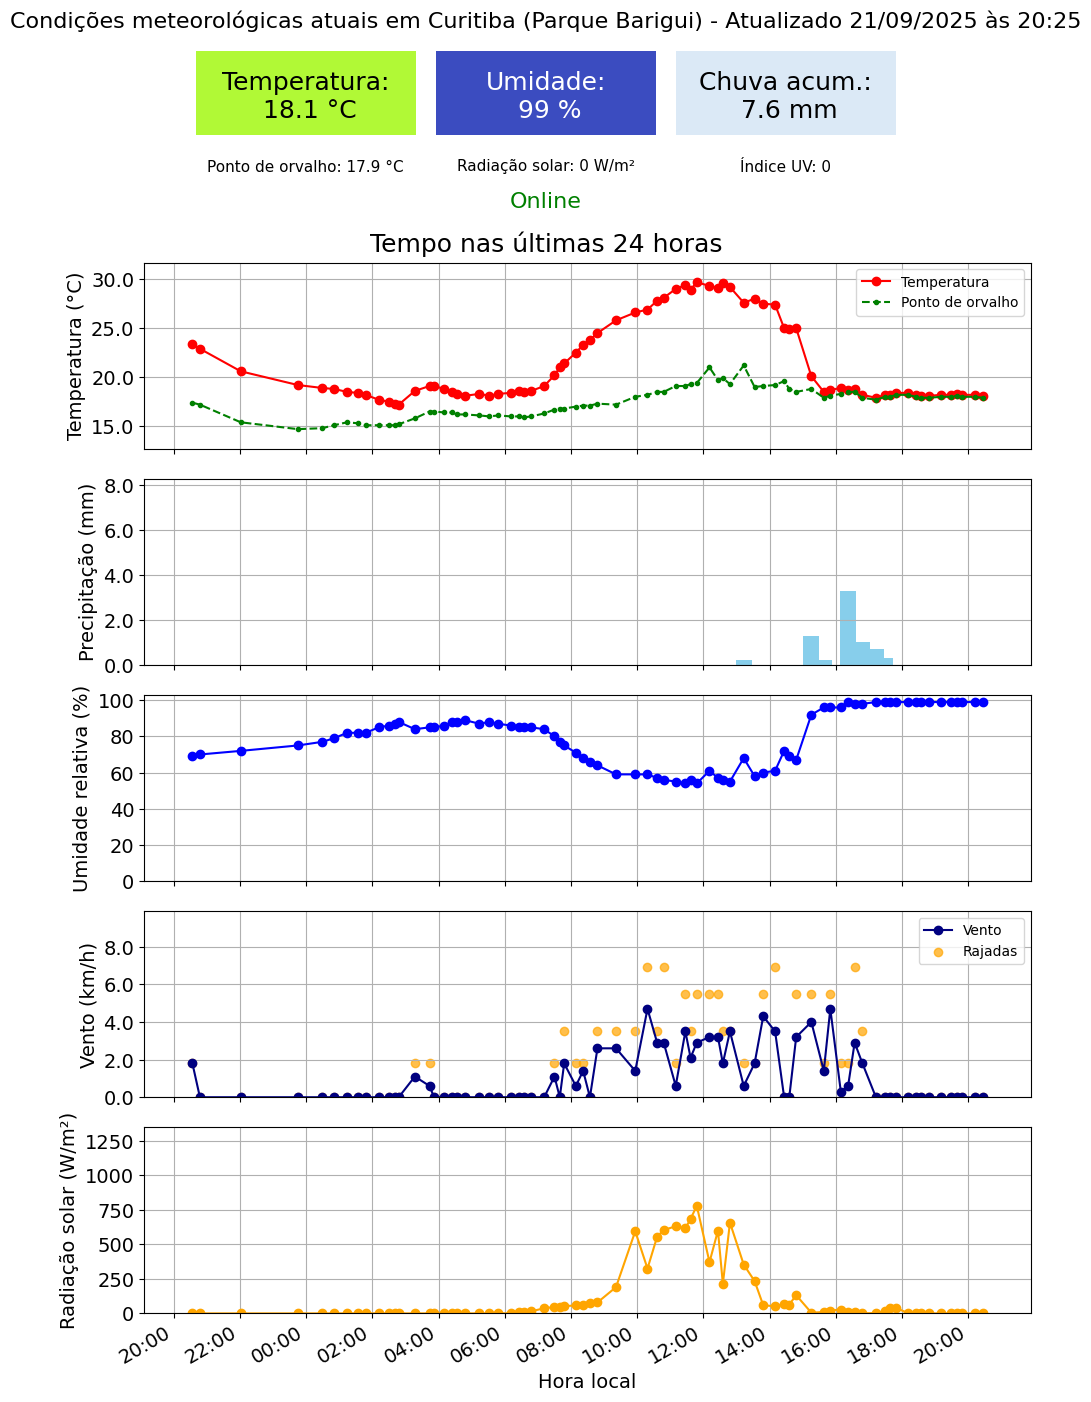 Condições meteorológicas atuais em Curitiba (Parque Barigui) - Atualizado 21/09/2025 às 20:25
Temperatura:
18.1 °C
Umidade:
99 %
Chuva acum.:
7.6 mm
Ponto de orvalho: 17.9 °C
Radiação solar: 0 W/m²
Índice UV: 0
Online
Tempo nas últimas 24 horas
Temperatura (°C)
30.0
25.0
20.0
15.0
Temperatura
Ponto de orvalho
Precipitação (mm)
8.0
6.0
4.0
2.0
0.0
Umidade relativa (%)
100
80
60
40
20
0
Vento (km/h)
8.0
6.0
4.0
2.0
0.0
Vento
Rajadas
Radiação solar (W/m²)
1250
1000
750
500
250
0
20:00
22:00
00:00
02:00
04:00
06:00
08:00
10:00
12:00
14:00
16:00
18:00
20:00
Hora local